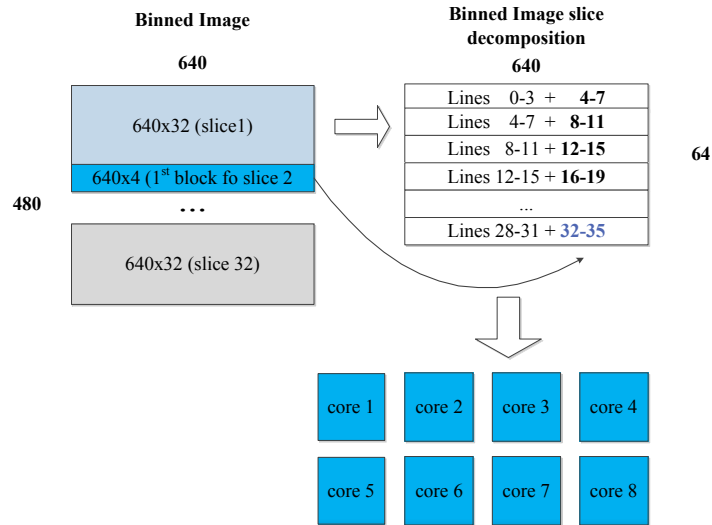 Binned Image
640
640x32 (slice1)
640x4 (1st block fo slice 2
...
480
640x32 (slice 32)
Binned Image slice
decomposition
640
Lines 0-3 + 4-7
Lines 4-7 + 8-11
Lines 8-11 + 12-15
Lines 12-15 + 16-19
...
Lines 28-31 + 32-35
64
core 1 core 2 core 3 core 4
core 5 core 6 core 7 core 8